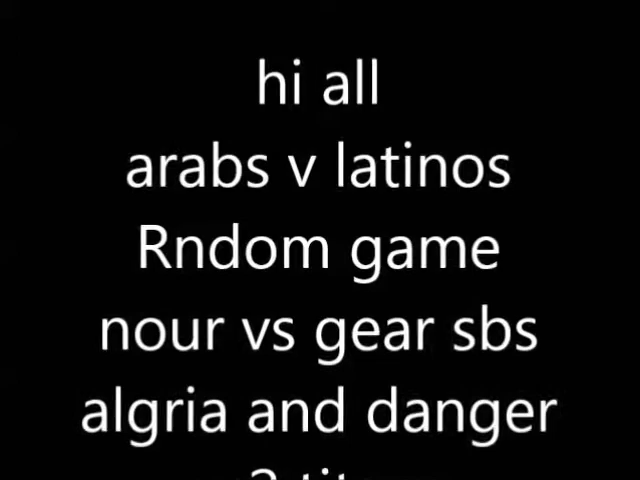 hi all
arabs v latinos
Rndom game
nour vs gear sbs
algria and danger